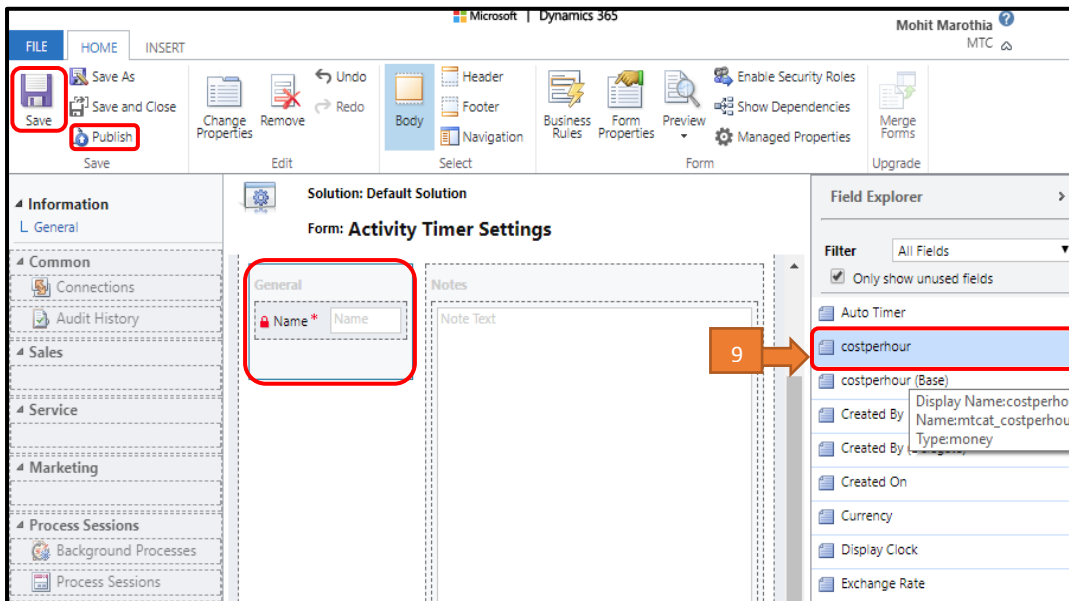 Microsoft | Dynamics 365
Mohit Marothia
MTC
FILE HOME INSERT
Save
Save As
Save and Close
Publish
Save
Change Properties
Remove
Undo
Redo
Edit
Body
Header
Footer
Navigation
Select
Business Rules
Form Properties
Preview
Enable Security Roles
Show Dependencies
Managed Properties
Form
Merge Forms
Upgrade
Information
General
Common
Connections
Audit History
Sales
Service
Marketing
Process Sessions
Background Processes
Process Sessions
Solution: Default Solution
Form: Activity Timer Settings
General
Name* Name
Notes
Note Text
9
Field Explorer >
Filter All Fields
Only show unused fields
Auto Timer
costperhour
costperhour (Base)
Display Name:costperho
Name:mtcat_costperhou
Type:money
Created By
Created By
Created On
Currency
Display Clock
Exchange Rate